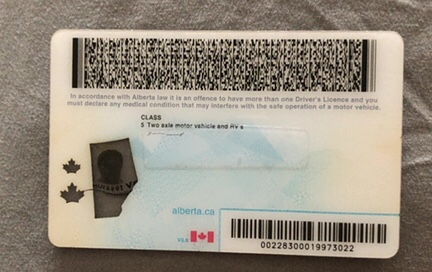 In accordance with Alberta law it is an offence to have more than one Driver's Licence and you
must declare any medical condition that may interfere with the safe operation of a motor vehicle.
CLASS
5 Two axle motor vehicle and RV's
alberta.ca
00228300019973022